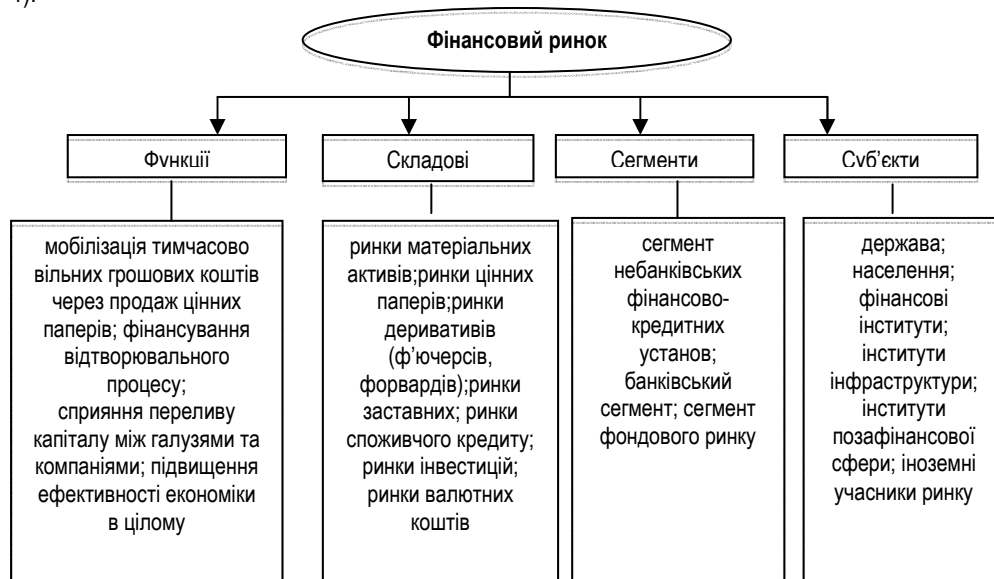 1).
Фінансовий ринок
Функції
Складові
Сегменти
Суб’єкти
мобілізація тимчасово
вільних грошових коштів
через продаж цінних
паперів; фінансування
відтворювального
процесу;
сприяння переливу
капіталу між галузями та
компаніями; підвищення
ефективності економіки
в цілому
ринки матеріальних
активів;ринки цінних
паперів;ринки
деривативів
(ф’ючерсів,
форвардів);ринки
заставних; ринки
споживчого кредиту;
ринки інвестицій;
ринки валютних
коштів
сегмент
небанківських
фінансово-
кредитних
установ;
банківський
сегмент; сегмент
фондового ринку
держава;
населення;
фінансові
інститути;
інститути
інфраструктури;
інститути
позафінансової
сфери; іноземні
учасники ринку